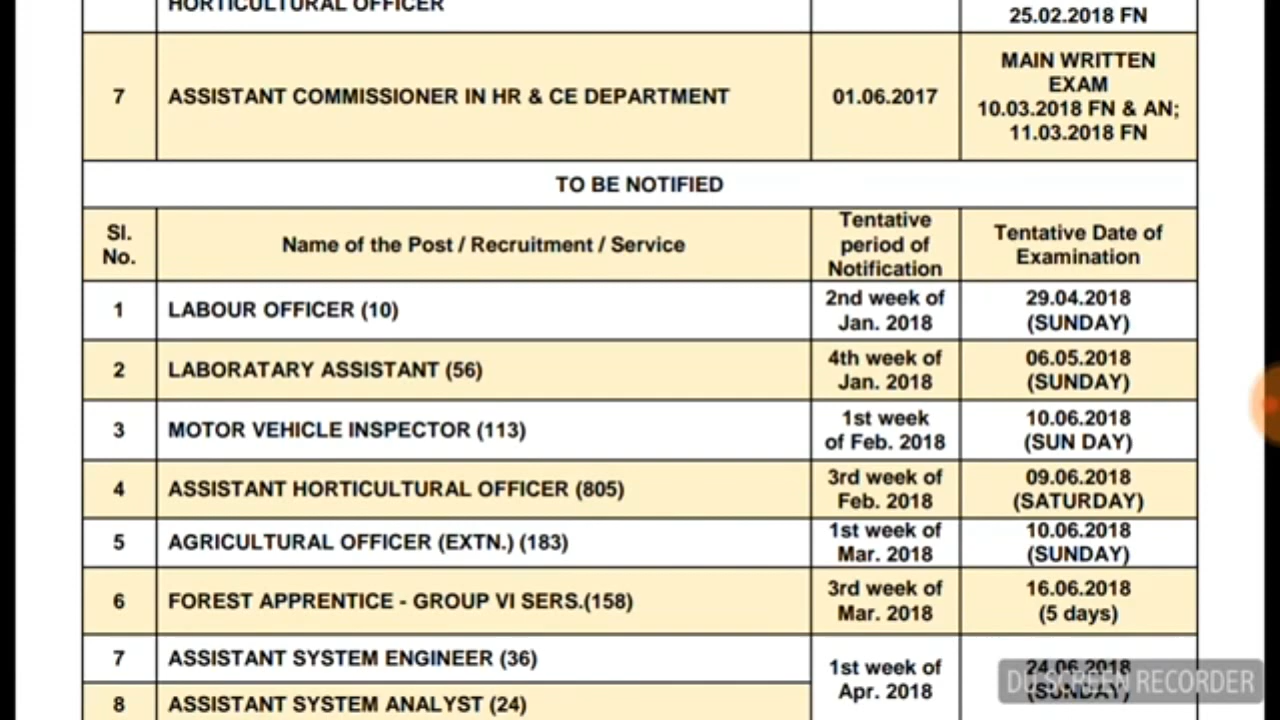 HORTICULTURAL OFFICER
25.02.2018 FN
7 ASSISTANT COMMISSIONER IN HR & CE DEPARTMENT 01.06.2017 MAIN WRITTEN
EXAM
10.03.2018 FN & AN;
11.03.2018 FN
TO BE NOTIFIED
Sl.
No.
Name of the Post / Recruitment / Service
Tentative
period of
Notification
Tentative Date of
Examination
1 LABOUR OFFICER (10)
2nd week of
Jan. 2018
29.04.2018
(SUNDAY)
2 LABORATARY ASSISTANT (56)
4th week of
Jan. 2018
06.05.2018
(SUNDAY)
3 MOTOR VEHICLE INSPECTOR (113)
1st week
of Feb. 2018
10.06.2018
(SUN DAY)
4 ASSISTANT HORTICULTURAL OFFICER (805)
3rd week of
Feb. 2018
09.06.2018
(SATURDAY)
5 AGRICULTURAL OFFICER (EXTN.) (183)
1st week of
Mar. 2018
10.06.2018
(SUNDAY)
6 FOREST APPRENTICE - GROUP VI SERS.(158)
3rd week of
Mar. 2018
16.06.2018
(5 days)
7 ASSISTANT SYSTEM ENGINEER (36)
1st week of
Apr. 2018
24.06.2018
(SUNDAY)
8 ASSISTANT SYSTEM ANALYST (24)
DU SCREEN RECORDER